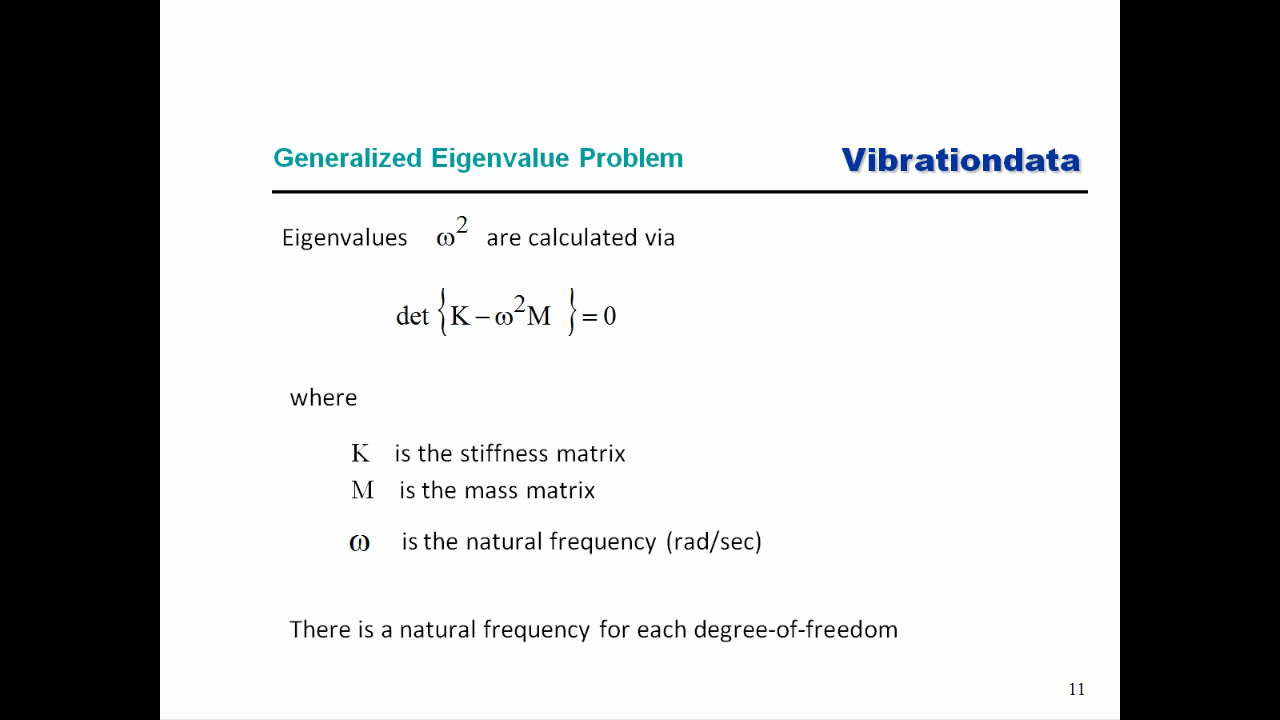 Generalized Eigenvalue Problem
Vibrationdata
Eigenvalues ω² are calculated via
det {K − ω²M } = 0
where
K is the stiffness matrix
M is the mass matrix
ω is the natural frequency (rad/sec)
There is a natural frequency for each degree-of-freedom
11